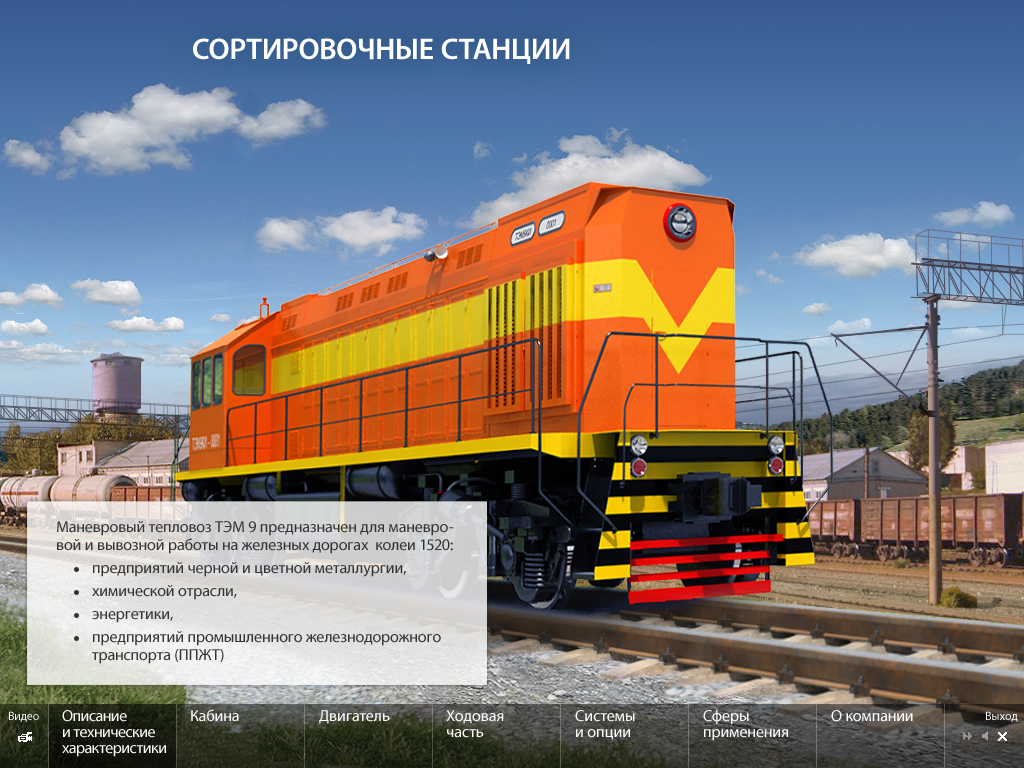 СОРТИРОВОЧНЫЕ СТАНЦИИ
Маневровый тепловоз ТЭМ 9 предназначен для маневро-
вой и вывозной работы на железных дорогах колеи 1520:
• предприятий черной и цветной металлургии,
• химической отрасли,
• энергетики,
• предприятий промышленного железнодорожного
транспорта (ППЖТ)
Видео
Описание
и технические
характеристики
Кабина
Двигатель
Ходовая
часть
Системы
и опции
Сферы
применения
О компании
Выход